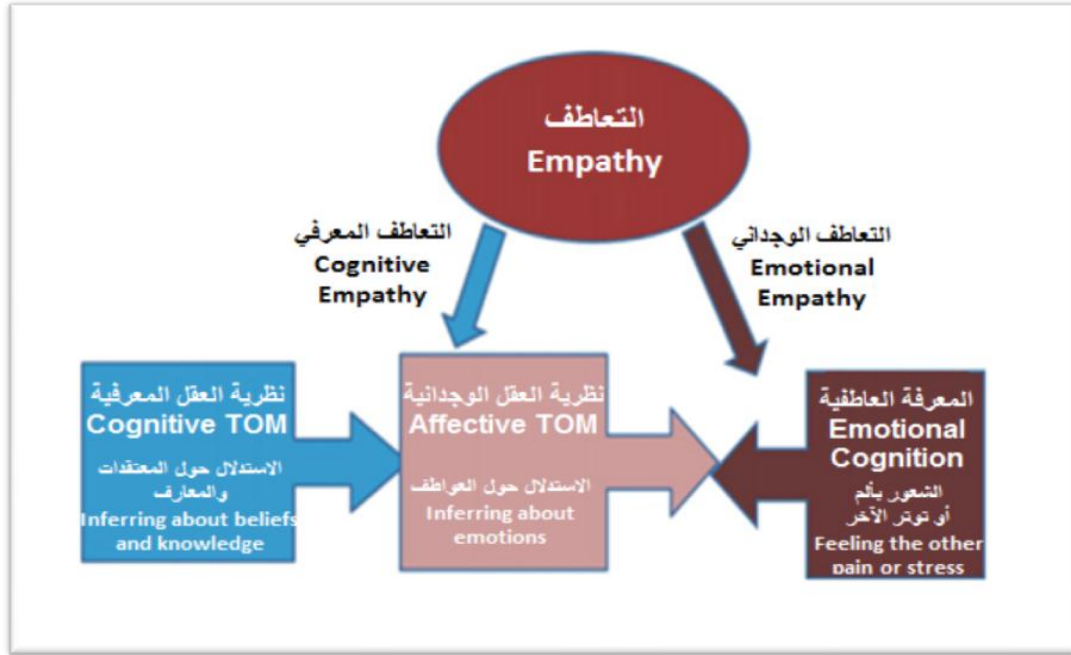 التعاطف
Empathy
التعاطف المعرفي
Cognitive
Empathy
التعاطف الوجداني
Emotional
Empathy
نظرية العقل المعرفية
Cognitive TOM
الاستدلال حول المعتقدات
والمعارف
Inferring about beliefs
and knowledge
نظرية العقل الوجدانية
Affective TOM
الاستدلال حول العواطف
Inferring about
emotions
المعرفة العاطفية
Emotional
Cognition
الشعور بألم
أو توتر الآخر
Feeling the other
pain or stress